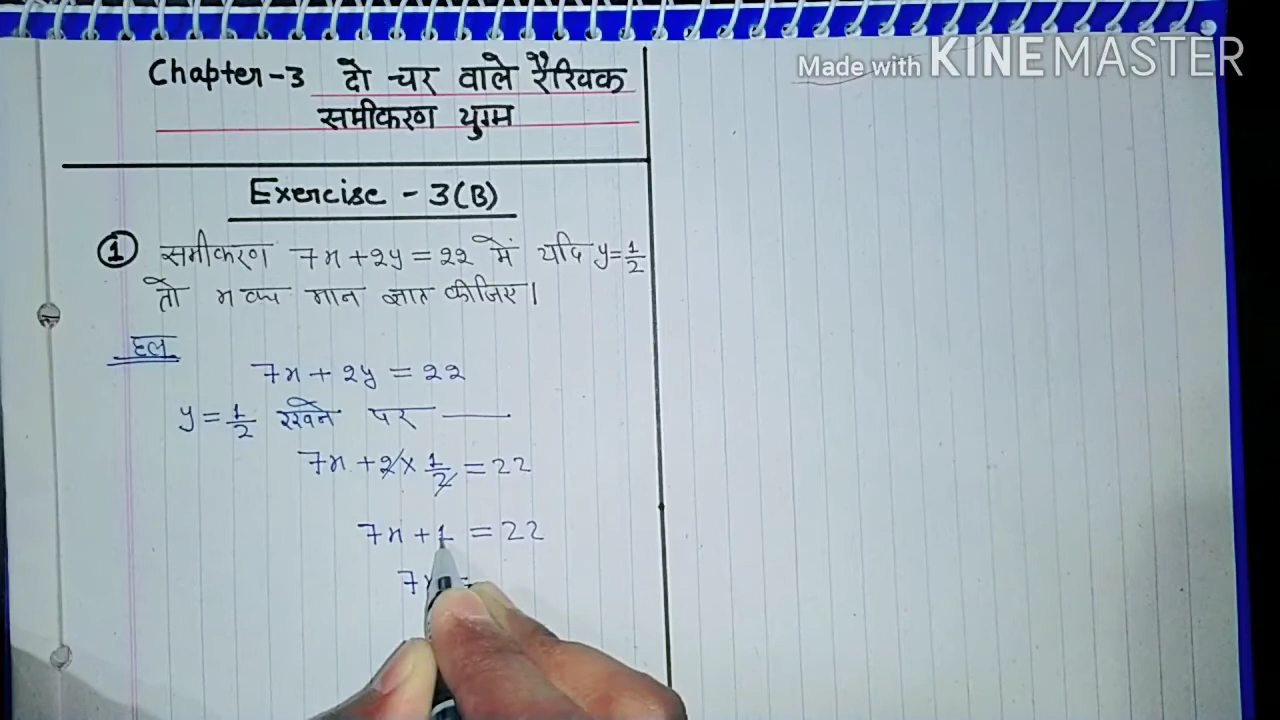 Made with KINEMASTER
Chapter-3 दो चर वाले रैखिक
समीकरण युग्म
Exercise - 3(B)
1 समीकरण 7x+2y=22 में यदि y=1/2
तो x का मान ज्ञात कीजिए।
हल
7x + 2y = 22
y = 1/2 रखने पर ——
7x + 2 × 1/2 = 22
7x + 1 = 22
7x =